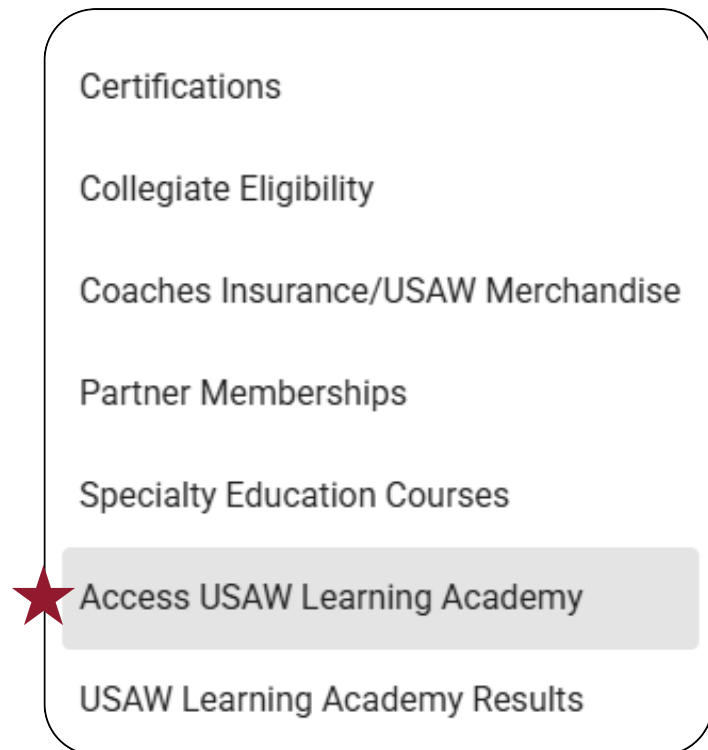 Certifications
Collegiate Eligibility
Coaches Insurance/USAW Merchandise
Partner Memberships
Specialty Education Courses
Access USAW Learning Academy
USAW Learning Academy Results